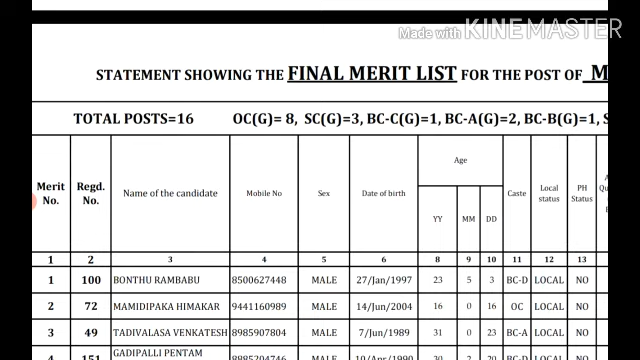 Made with KINEMASTER
STATEMENT SHOWING THE FINAL MERIT LIST FOR THE POST OF M
TOTAL POSTS=16 OC(G)= 8, SC(G)=3, BC-C(G)=1, BC-A(G)=2, BC-B(G)=1, S
Merit No. Regd. No. Name of the candidate Mobile No Sex Date of birth Age YY MM DD Caste Local status PH Status
1 2 3 4 5 6 8 9 10 11 12 13
1 100 BONTHU RAMBABU 8500627448 MALE 27/Jan/1997 23 5 3 BC-D LOCAL NO
2 72 MAMIDIPAKA HIMAKAR 9441160989 MALE 14/Jun/2004 16 0 16 OC LOCAL NO
3 49 TADIVALASA VENKATESH 8985907804 MALE 7/Jun/1989 31 0 23 BC-A LOCAL NO
4 151 GADIPALLI PENTAM 8885204746 MALE 10/Apr/1990 30 2 20 BC-D LOCAL NO